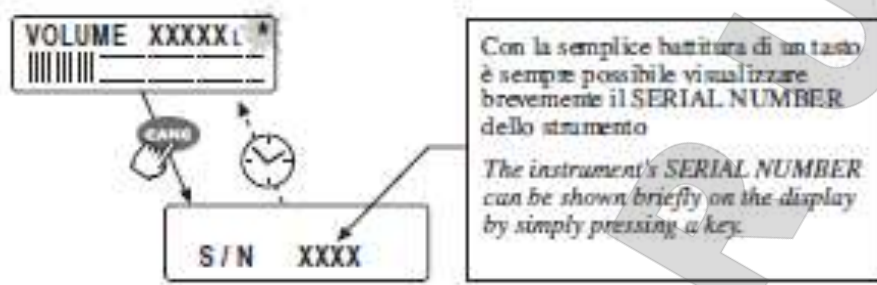 VOLUME XXXXX L *
CANC
S/N XXXX
Con la semplice battitura di un tasto
è sempre possibile visualizzare
brevemente il SERIAL NUMBER
dello strumento
The instrument's SERIAL NUMBER
can be shown briefly on the display
by simply pressing a key.